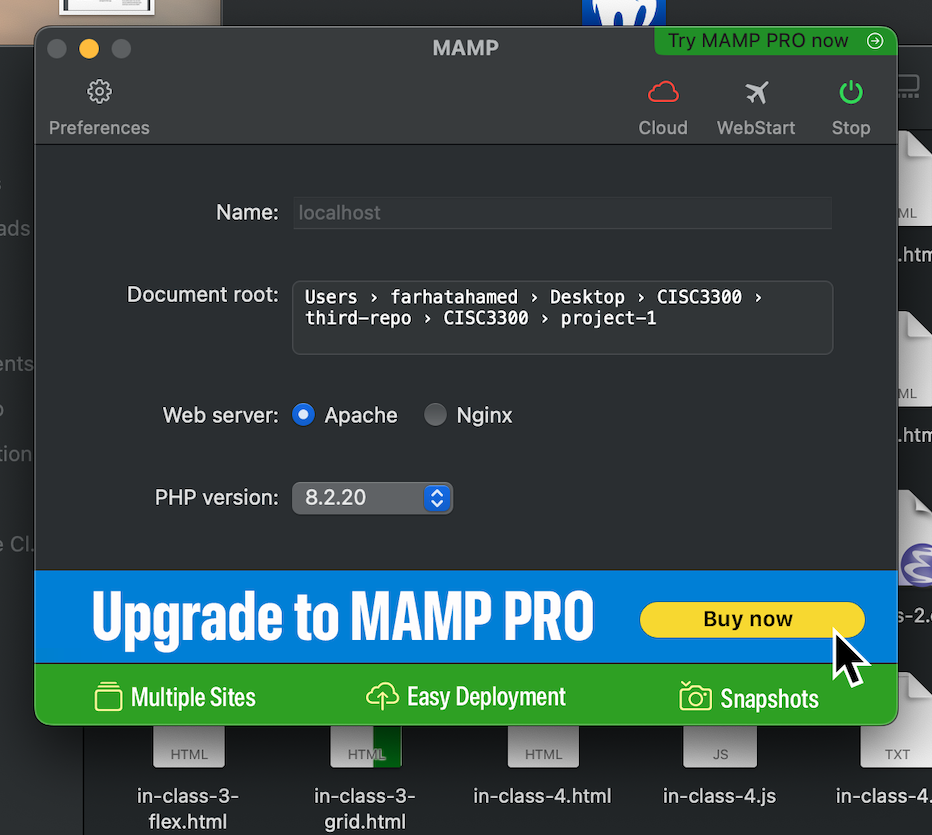 MAMP
Try MAMP PRO now
Preferences
Cloud
WebStart
Stop
Name:
localhost
Document root:
Users › farhatahamed › Desktop › CISC3300 ›
third-repo › CISC3300 › project-1
Web server:
Apache
Nginx
PHP version:
8.2.20
Upgrade to MAMP PRO
Buy now
Multiple Sites
Easy Deployment
Snapshots
ads
ents
tion
e Cl...
ML
.htm
ML
.htm
s-2.
HTML
HTML
HTML
JS
TXT
in-class-3-
flex.html
in-class-3-
grid.html
in-class-4.html
in-class-4.js
in-class-4.